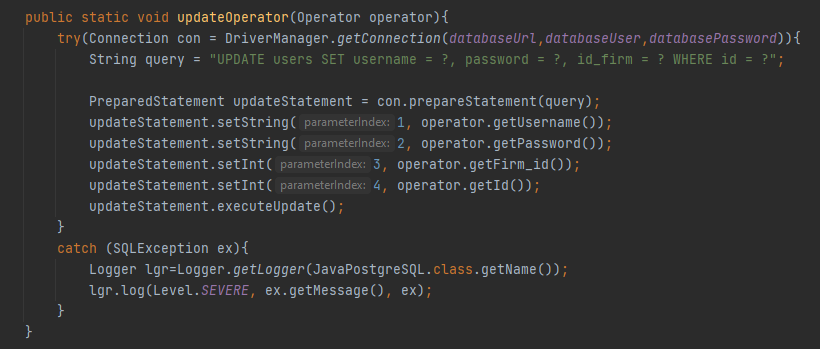 public static void updateOperator(Operator operator){
try(Connection con = DriverManager.getConnection(databaseUrl,databaseUser,databasePassword)){
String query = "UPDATE users SET username = ?, password = ?, id_firm = ? WHERE id = ?";
PreparedStatement updateStatement = con.prepareStatement(query);
updateStatement.setString( parameterIndex: 1, operator.getUsername());
updateStatement.setString( parameterIndex: 2, operator.getPassword());
updateStatement.setInt( parameterIndex: 3, operator.getFirm_id());
updateStatement.setInt( parameterIndex: 4, operator.getId());
updateStatement.executeUpdate();
}
catch (SQLException ex){
Logger lgr=Logger.getLogger(JavaPostgreSQL.class.getName());
lgr.log(Level.SEVERE, ex.getMessage(), ex);
}
}